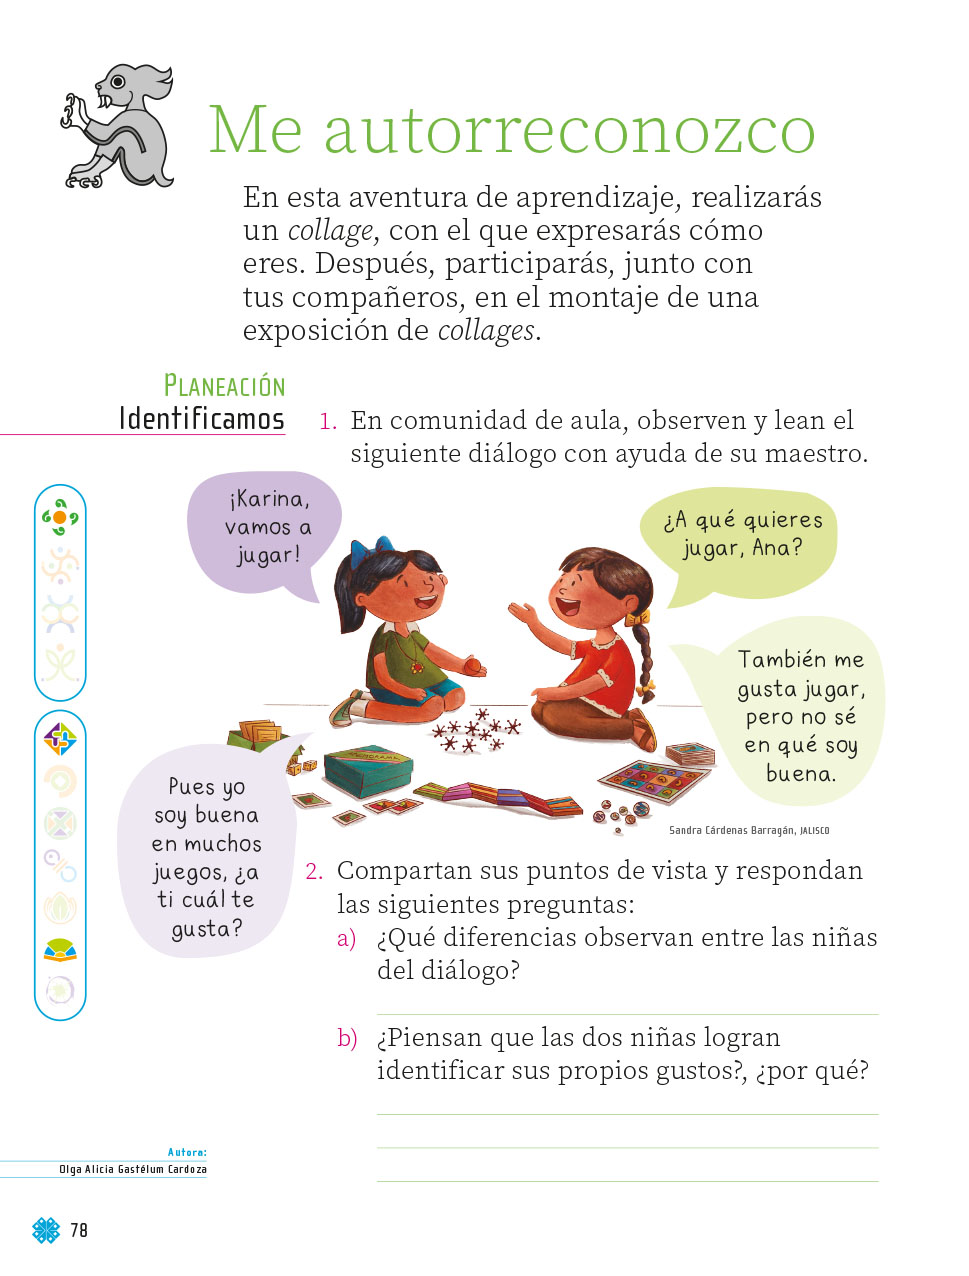 Me autorreconozco
En esta aventura de aprendizaje, realizarás
un collage, con el que expresarás cómo
eres. Después, participarás, junto con
tus compañeros, en el montaje de una
exposición de collages.
PLANEACIÓN
Identificamos
1. En comunidad de aula, observen y lean el
siguiente diálogo con ayuda de su maestro.
¡Karina,
vamos a
jugar!
¿A qué quieres
jugar, Ana?
También me
gusta jugar,
pero no sé
en qué soy
buena.
Pues yo
soy buena
en muchos
juegos, ¿a
ti cuál te
gusta?
Sandra Cárdenas Barragán, JALISCO
2. Compartan sus puntos de vista y respondan
las siguientes preguntas:
a) ¿Qué diferencias observan entre las niñas
del diálogo?
b) ¿Piensan que las dos niñas logran
identificar sus propios gustos?, ¿por qué?
Autora:
Olga Alicia Gastélum Cardoza
78